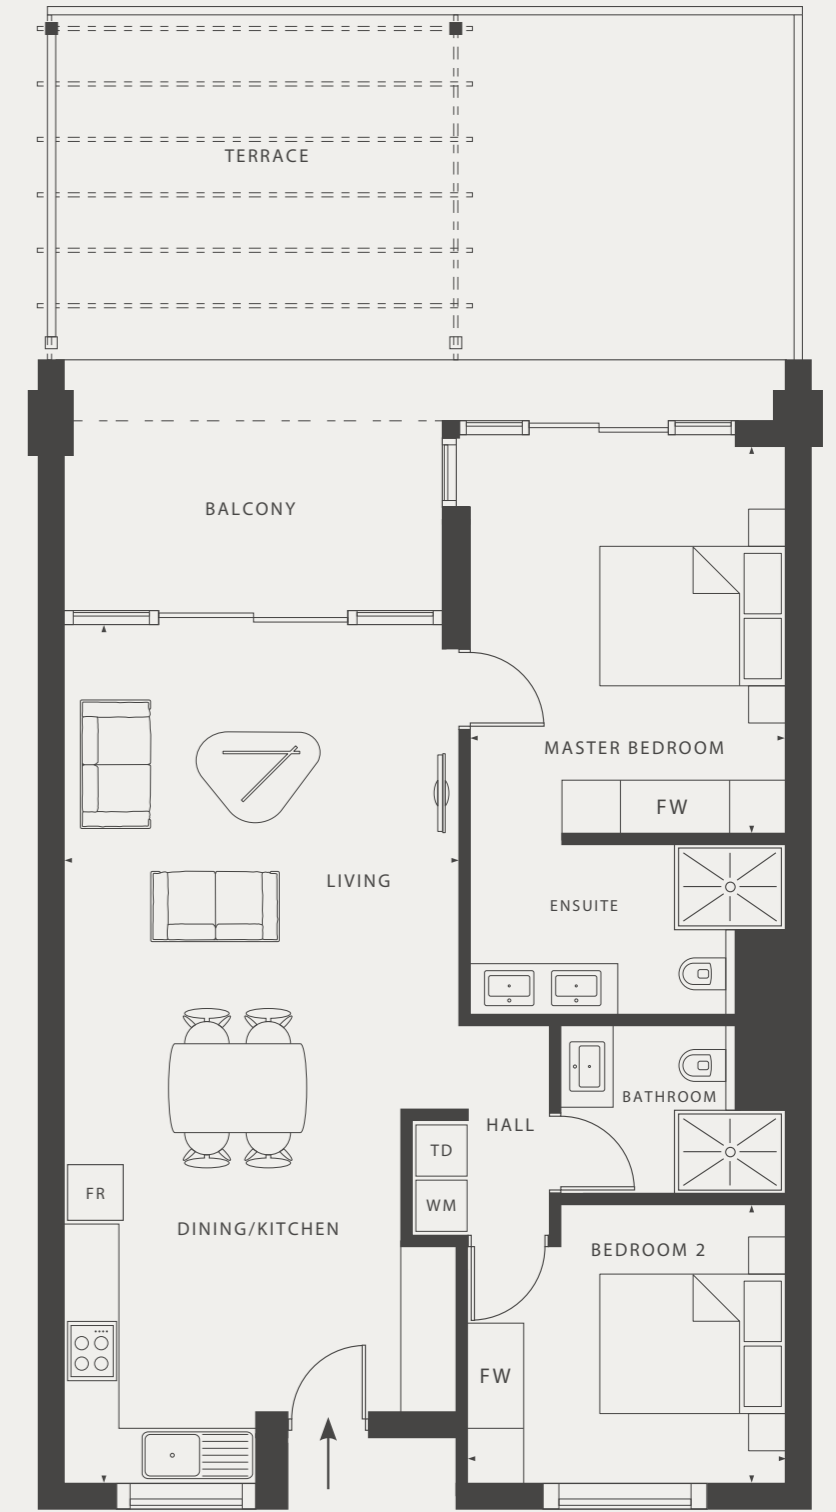 TERRACE
BALCONY
MASTER BEDROOM
FW
LIVING
ENSUITE
BATHROOM
HALL
TD
WM
FR
DINING/KITCHEN
BEDROOM 2
FW